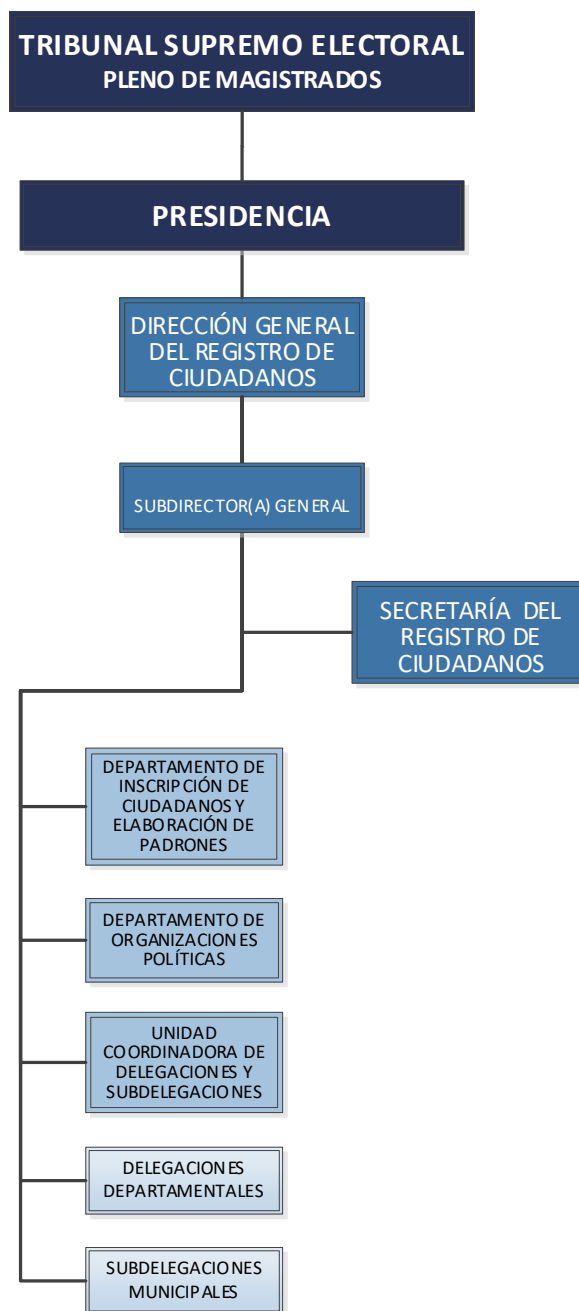 TRIBUNAL SUPREMO ELECTORAL
PLENO DE MAGISTRADOS
PRESIDENCIA
DIRECCIÓN GENERAL
DEL REGISTRO DE
CIUDADANOS
SUBDIRECTOR(A) GENERAL
SECRETARÍA DEL
REGISTRO DE
CIUDADANOS
DEPARTAMENTO DE
INSCRIPCIÓN DE
CIUDADANOS Y
ELABORACIÓN DE
PADRONES
DEPARTAMENTO DE
ORGANIZACIONES
POLÍTICAS
UNIDAD
COORDINADORA DE
DELEGACIONES Y
SUBDELEGACIONES
DELEGACIONES
DEPARTAMENTALES
SUBDELEGACIONES
MUNICIPALES